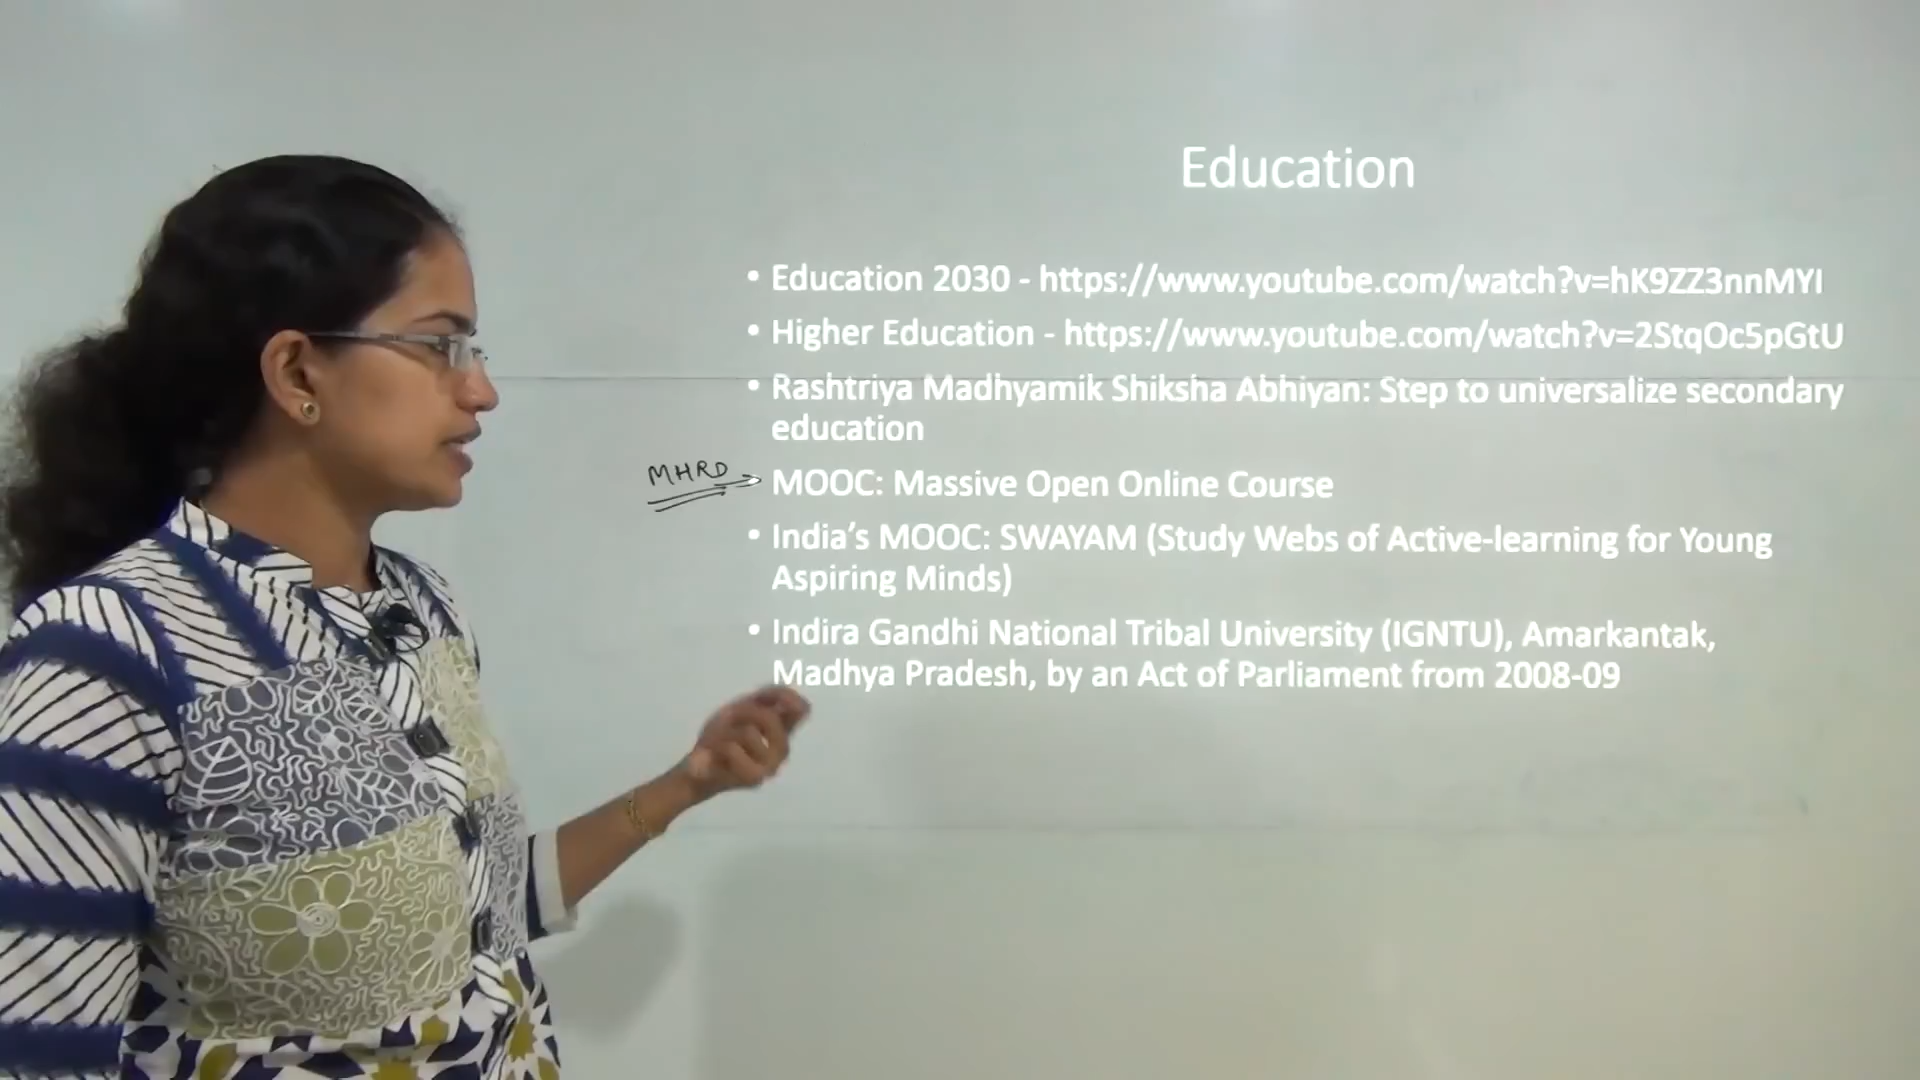 Education
• Education 2030 - https://www.youtube.com/watch?v=hK9ZZ3nnMYI
• Higher Education - https://www.youtube.com/watch?v=2StqOc5pGtU
• Rashtriya Madhyamik Shiksha Abhiyan: Step to universalize secondary
education
MHRD
MOOC: Massive Open Online Course
• India's MOOC: SWAYAM (Study Webs of Active-learning for Young
Aspiring Minds)
• Indira Gandhi National Tribal University (IGNTU), Amarkantak,
Madhya Pradesh, by an Act of Parliament from 2008-09